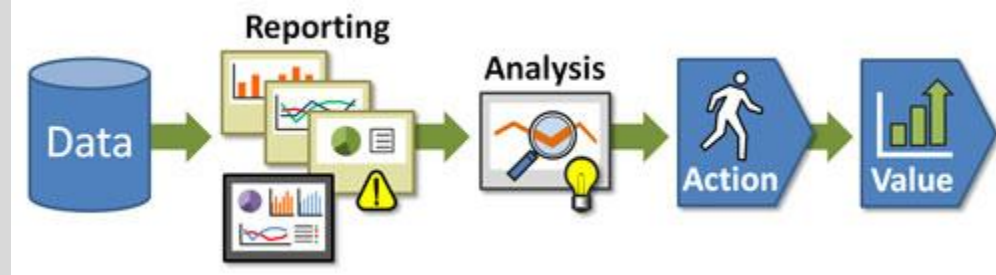 Data
Reporting
Analysis
Action
Value